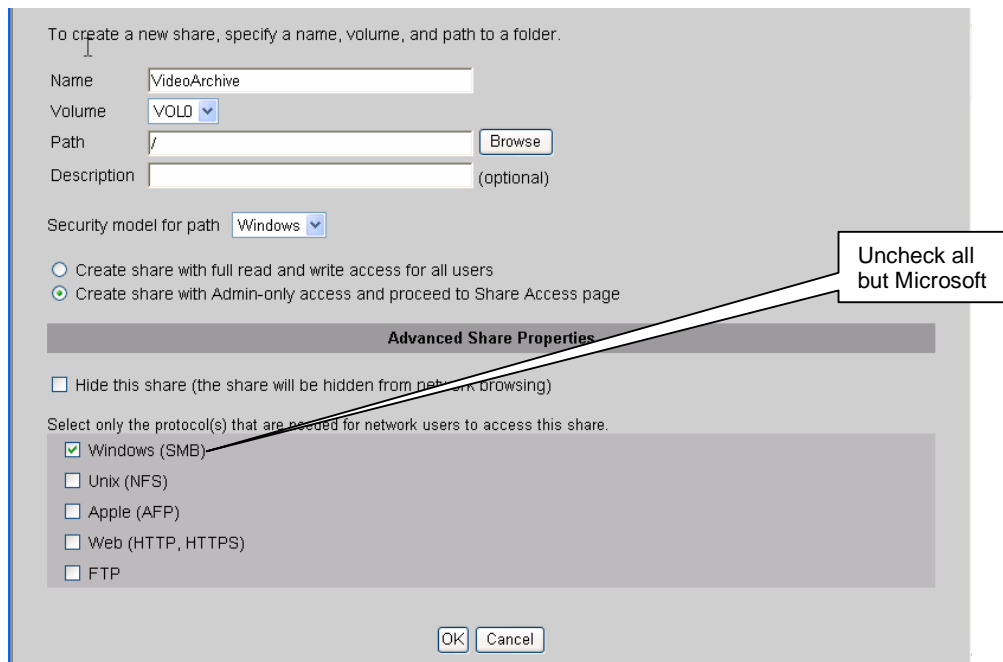 To create a new share, specify a name, volume, and path to a folder.
Name VideoArchive
Volume VOL0
Path / Browse
Description (optional)
Security model for path Windows
Create share with full read and write access for all users
Create share with Admin-only access and proceed to Share Access page
Uncheck all
but Microsoft
Advanced Share Properties
Hide this share (the share will be hidden from network browsing)
Select only the protocol(s) that are needed for network users to access this share.
Windows (SMB)
Unix (NFS)
Apple (AFP)
Web (HTTP, HTTPS)
FTP
OK Cancel